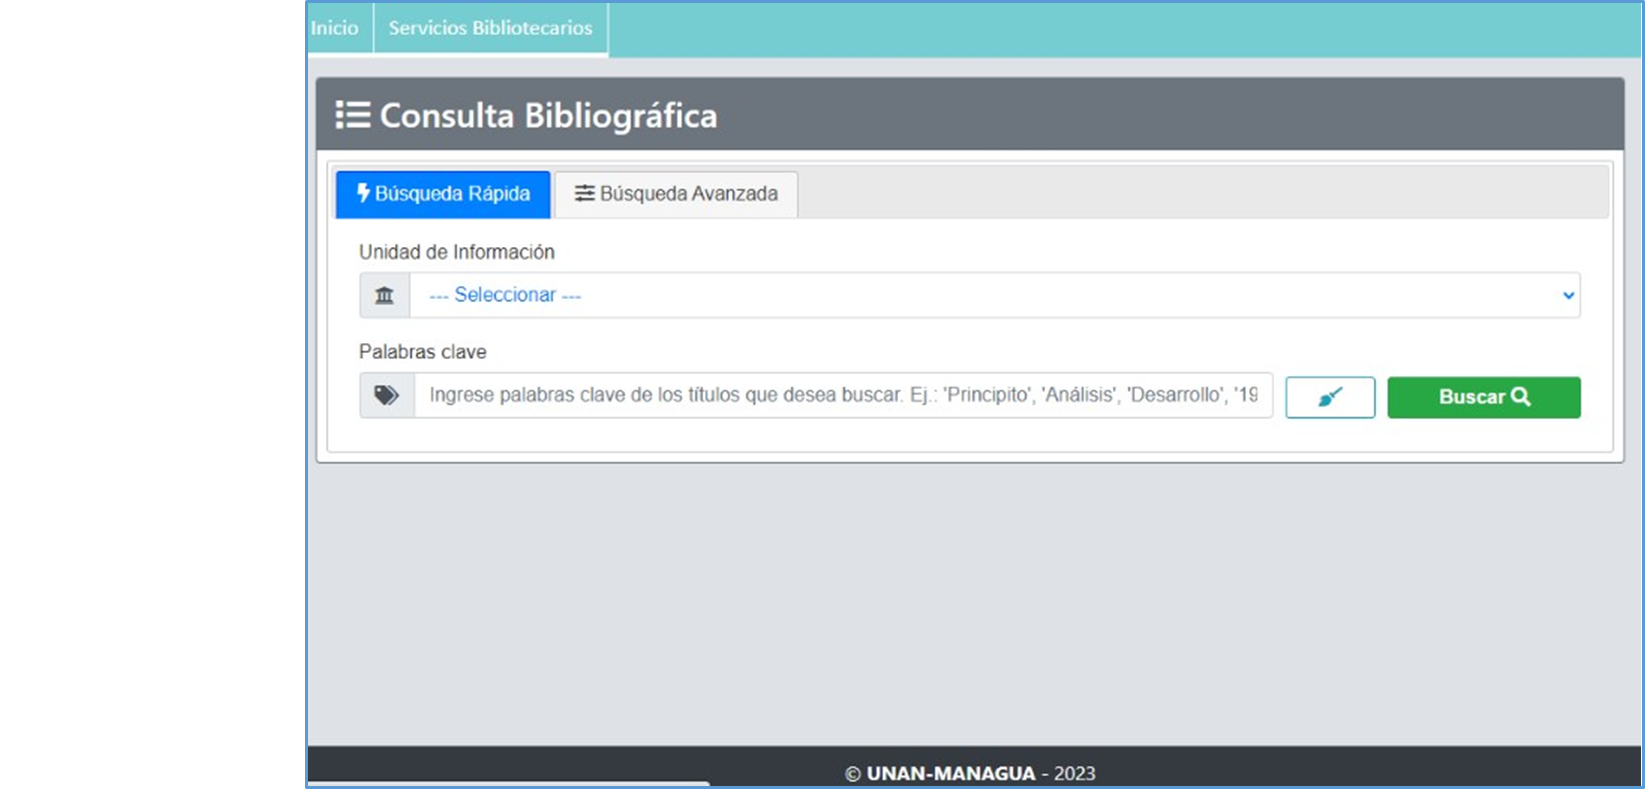 Inicio Servicios Bibliotecarios
Consulta Bibliográfica
Búsqueda Rápida Búsqueda Avanzada
Unidad de Información
--- Seleccionar ---
Palabras clave
Ingrese palabras clave de los títulos que desea buscar. Ej.: 'Principito', 'Análisis', 'Desarrollo', '19
Buscar
© UNAN-MANAGUA - 2023